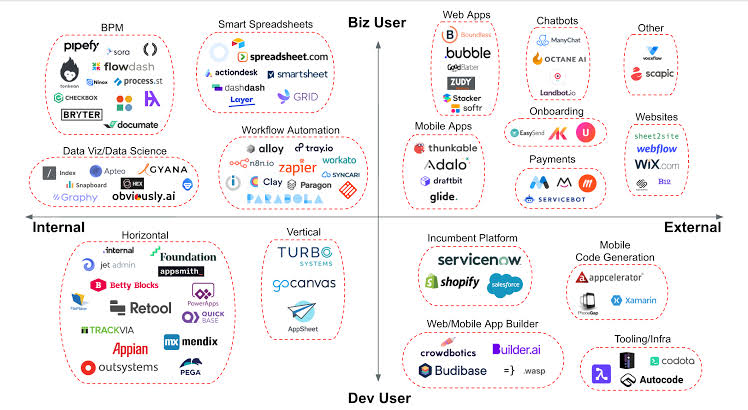 Biz User
BPM
pipefy
sora
tonkean
flowdash
Ninox
process.st
CHECKBOX
BRYTER
documate
Smart Spreadsheets
spreadsheet.com
actiondesk
smartsheet
dashdash
Layer
GRID
Data Viz/Data Science
Index
Apteo
GYANA
Snapboard
HEX
Graphy
obviously.ai
Workflow Automation
alloy
tray.io
n8n.io
zapier
workato
SYNCARI
Clay
Paragon
PARABOLA
Web Apps
Boundless
bubble
ZUDY
Stacker
softr
Chatbots
ManyChat
OCTANE AI
Landbot.io
Other
voiceflow
scapic
Mobile Apps
thunkable
Adalo
draftbit
glide.
Onboarding
EasySend
Payments
SERVICEBOT
Websites
sheet2site
webflow
WiX.com
Internal
External
Horizontal
.internal
jet admin
Foundation
appsmith_
Betty Blocks
Retool
PowerApps
QUICK
BASE
TRACKVIA
Appian
mx
mendix
outsystems
PEGA
Vertical
TURBO
SYSTEMS
gocanvas
AppSheet
Incumbent Platform
servicenow
shopify
salesforce
Mobile
Code Generation
appcelerator
PhoneGap
Xamarin
Web/Mobile App Builder
crowdbotics
Builder.ai
Budibase
=}
.wasp
Tooling/Infra
codota
Autocode
Dev User